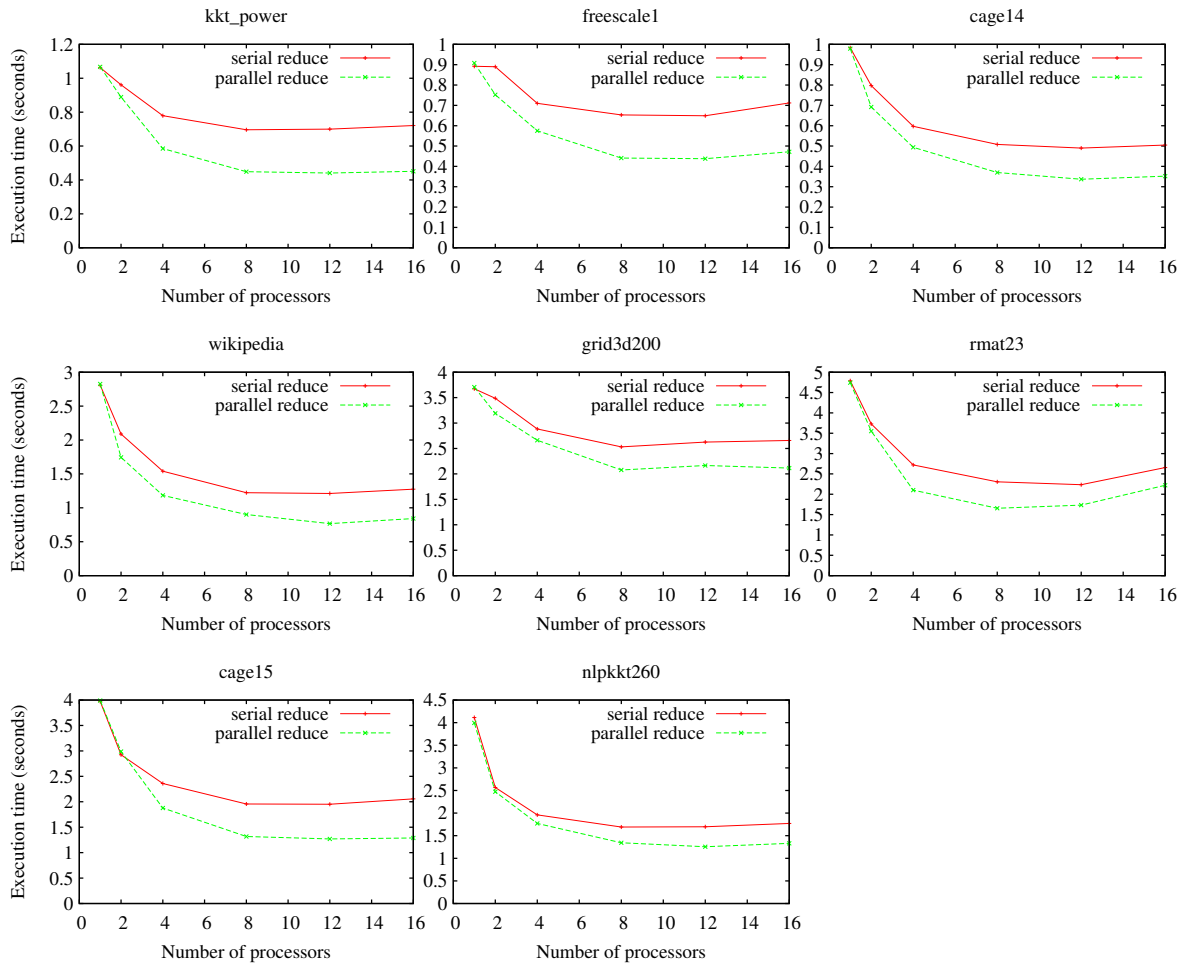 kkt_power
freescale1
cage14
Execution time (seconds)
1.2
1
0.8
0.6
0.4
0.2
0
serial reduce
parallel reduce
0 2 4 6 8 10 12 14 16
Number of processors
1
0.9
0.8
0.7
0.6
0.5
0.4
0.3
0.2
0.1
0
serial reduce
parallel reduce
0 2 4 6 8 10 12 14 16
Number of processors
1
0.9
0.8
0.7
0.6
0.5
0.4
0.3
0.2
0.1
0
serial reduce
parallel reduce
0 2 4 6 8 10 12 14 16
Number of processors
wikipedia
grid3d200
rmat23
Execution time (seconds)
3
2.5
2
1.5
1
0.5
0
serial reduce
parallel reduce
0 2 4 6 8 10 12 14 16
Number of processors
4
3.5
3
2.5
2
1.5
1
0.5
0
serial reduce
parallel reduce
0 2 4 6 8 10 12 14 16
Number of processors
5
4.5
4
3.5
3
2.5
2
1.5
1
0.5
0
serial reduce
parallel reduce
0 2 4 6 8 10 12 14 16
Number of processors
cage15
nlpkkt260
Execution time (seconds)
4
3.5
3
2.5
2
1.5
1
0.5
0
serial reduce
parallel reduce
0 2 4 6 8 10 12 14 16
Number of processors
4.5
4
3.5
3
2.5
2
1.5
1
0.5
0
serial reduce
parallel reduce
0 2 4 6 8 10 12 14 16
Number of processors